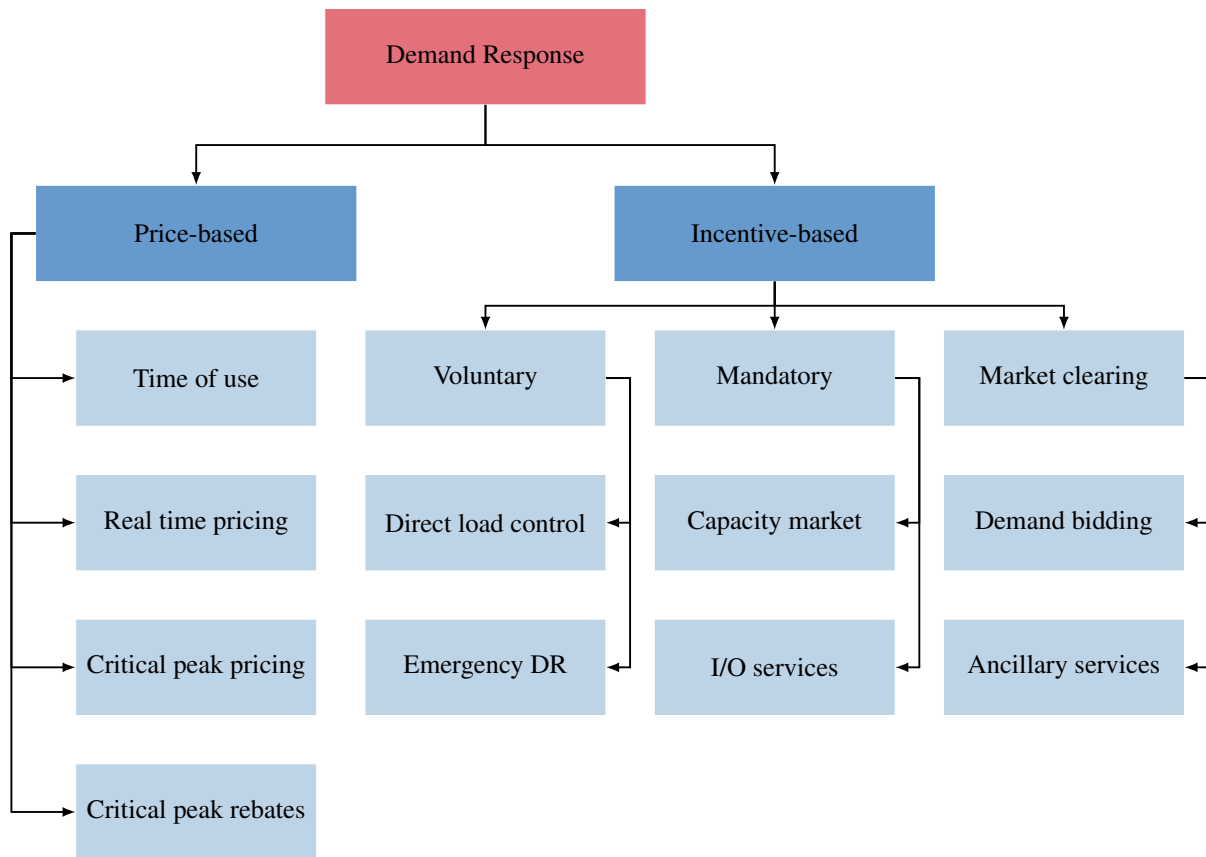 Demand Response
Price-based
Incentive-based
Time of use
Voluntary
Mandatory
Market clearing
Real time pricing
Direct load control
Capacity market
Demand bidding
Critical peak pricing
Emergency DR
I/O services
Ancillary services
Critical peak rebates